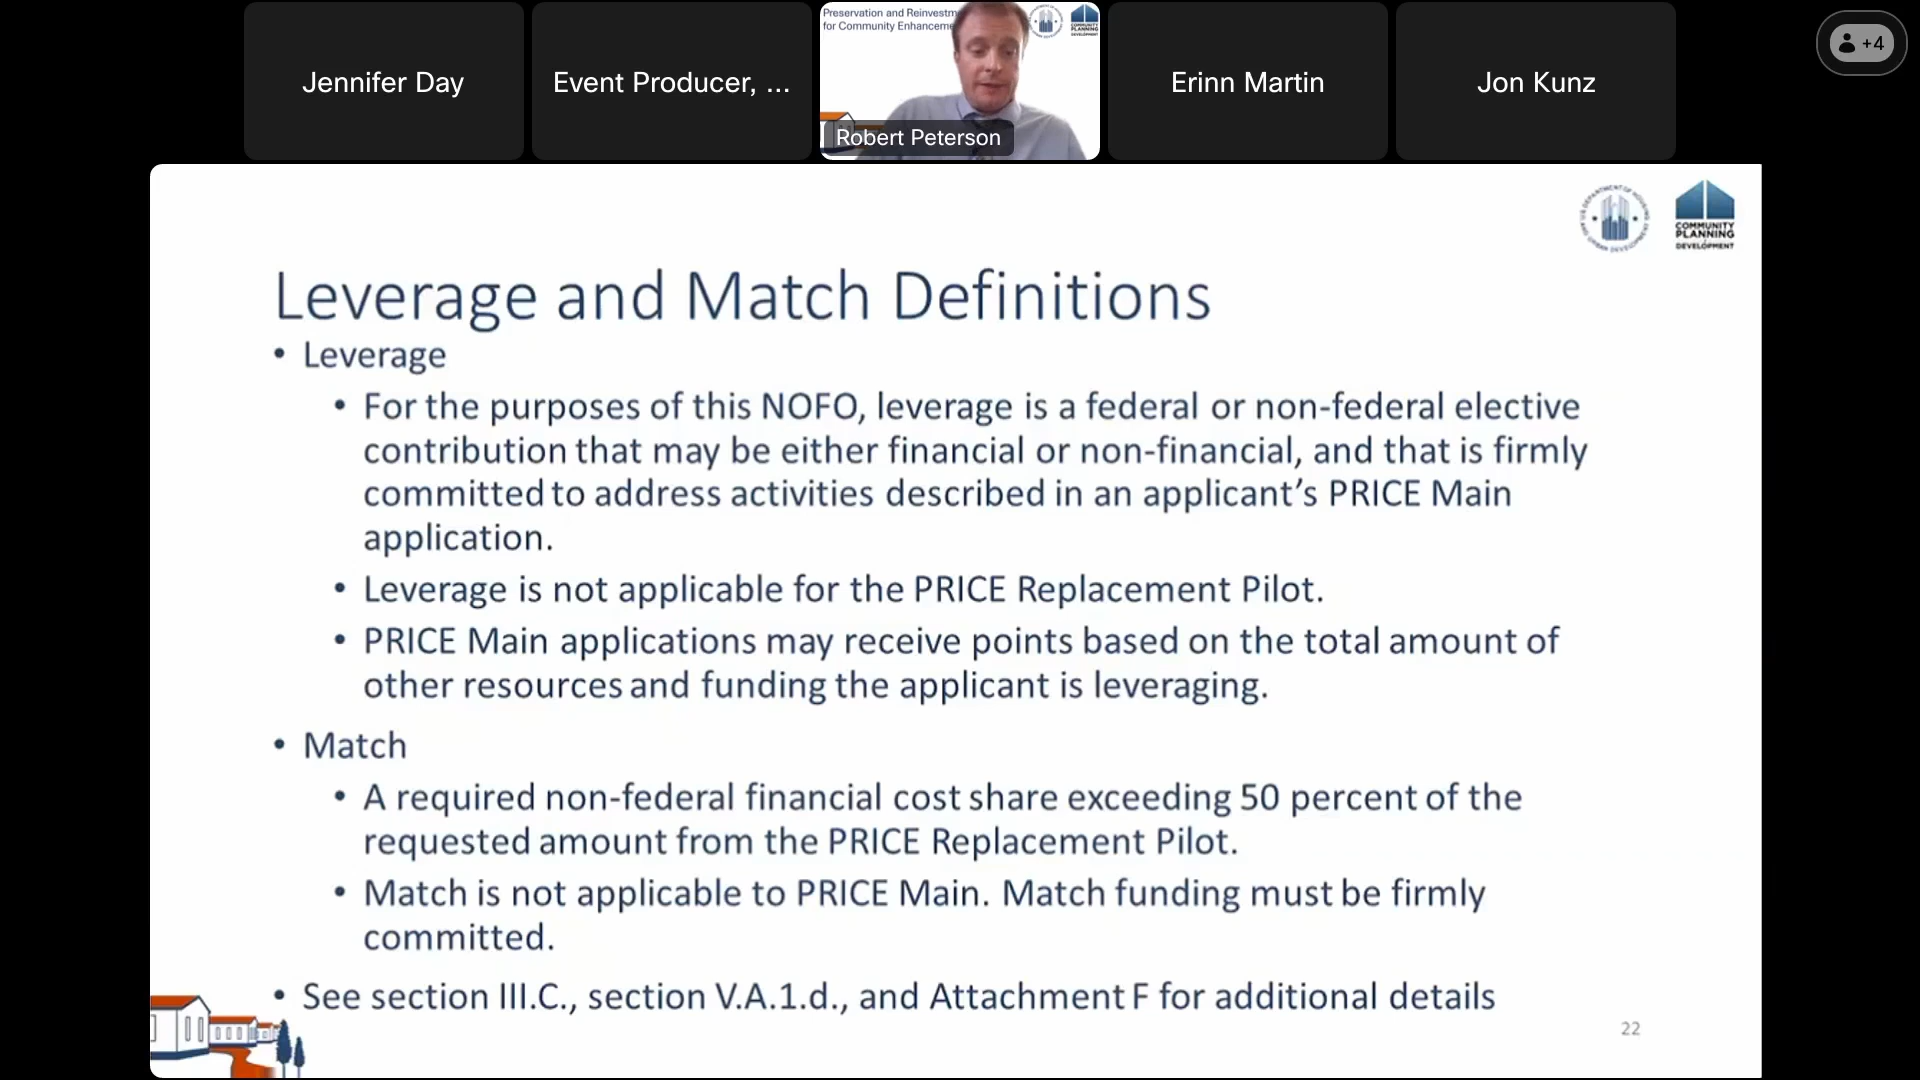 Jennifer Day
Event Producer, ...
Preservation and Reinvestm
for Community Enhanceme
Robert Peterson
Erinn Martin
Jon Kunz
+4
COMMUNITY
PLANNING
DEVELOPMENT
Leverage and Match Definitions
• Leverage
• For the purposes of this NOFO, leverage is a federal or non-federal elective
contribution that may be either financial or non-financial, and that is firmly
committed to address activities described in an applicant’s PRICE Main
application.
• Leverage is not applicable for the PRICE Replacement Pilot.
• PRICE Main applications may receive points based on the total amount of
other resources and funding the applicant is leveraging.
• Match
• A required non-federal financial cost share exceeding 50 percent of the
requested amount from the PRICE Replacement Pilot.
• Match is not applicable to PRICE Main. Match funding must be firmly
committed.
• See section III.C., section V.A.1.d., and Attachment F for additional details
22